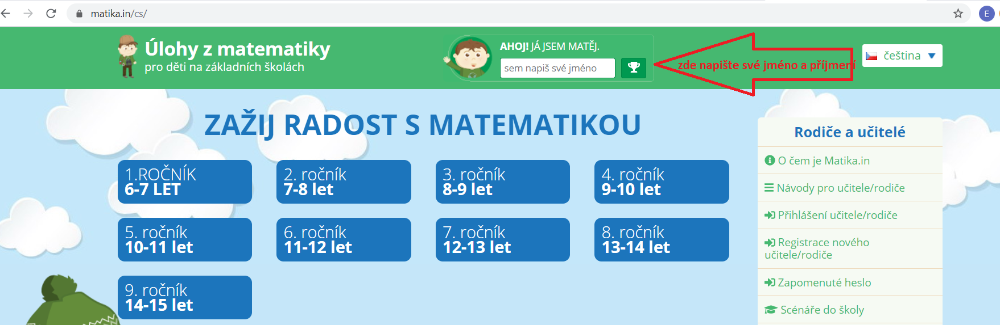 matika.in/cs/
E
Úlohy z matematiky
pro děti na základních školách
AHOJ! JÁ JSEM MATĚJ.
sem napiš své jméno
zde napište své jméno a příjmení
čeština
ZAŽIJ RADOST S MATEMATIKOU
1.ROČNÍK
6-7 LET
2. ročník
7-8 let
3. ročník
8-9 let
4. ročník
9-10 let
5. ročník
10-11 let
6. ročník
11-12 let
7. ročník
12-13 let
8. ročník
13-14 let
9. ročník
14-15 let
Rodiče a učitelé
O čem je Matika.in
Návody pro učitele/rodiče
Přihlášení učitele/rodiče
Registrace nového
učitele/rodiče
Zapomenuté heslo
Scénáře do školy